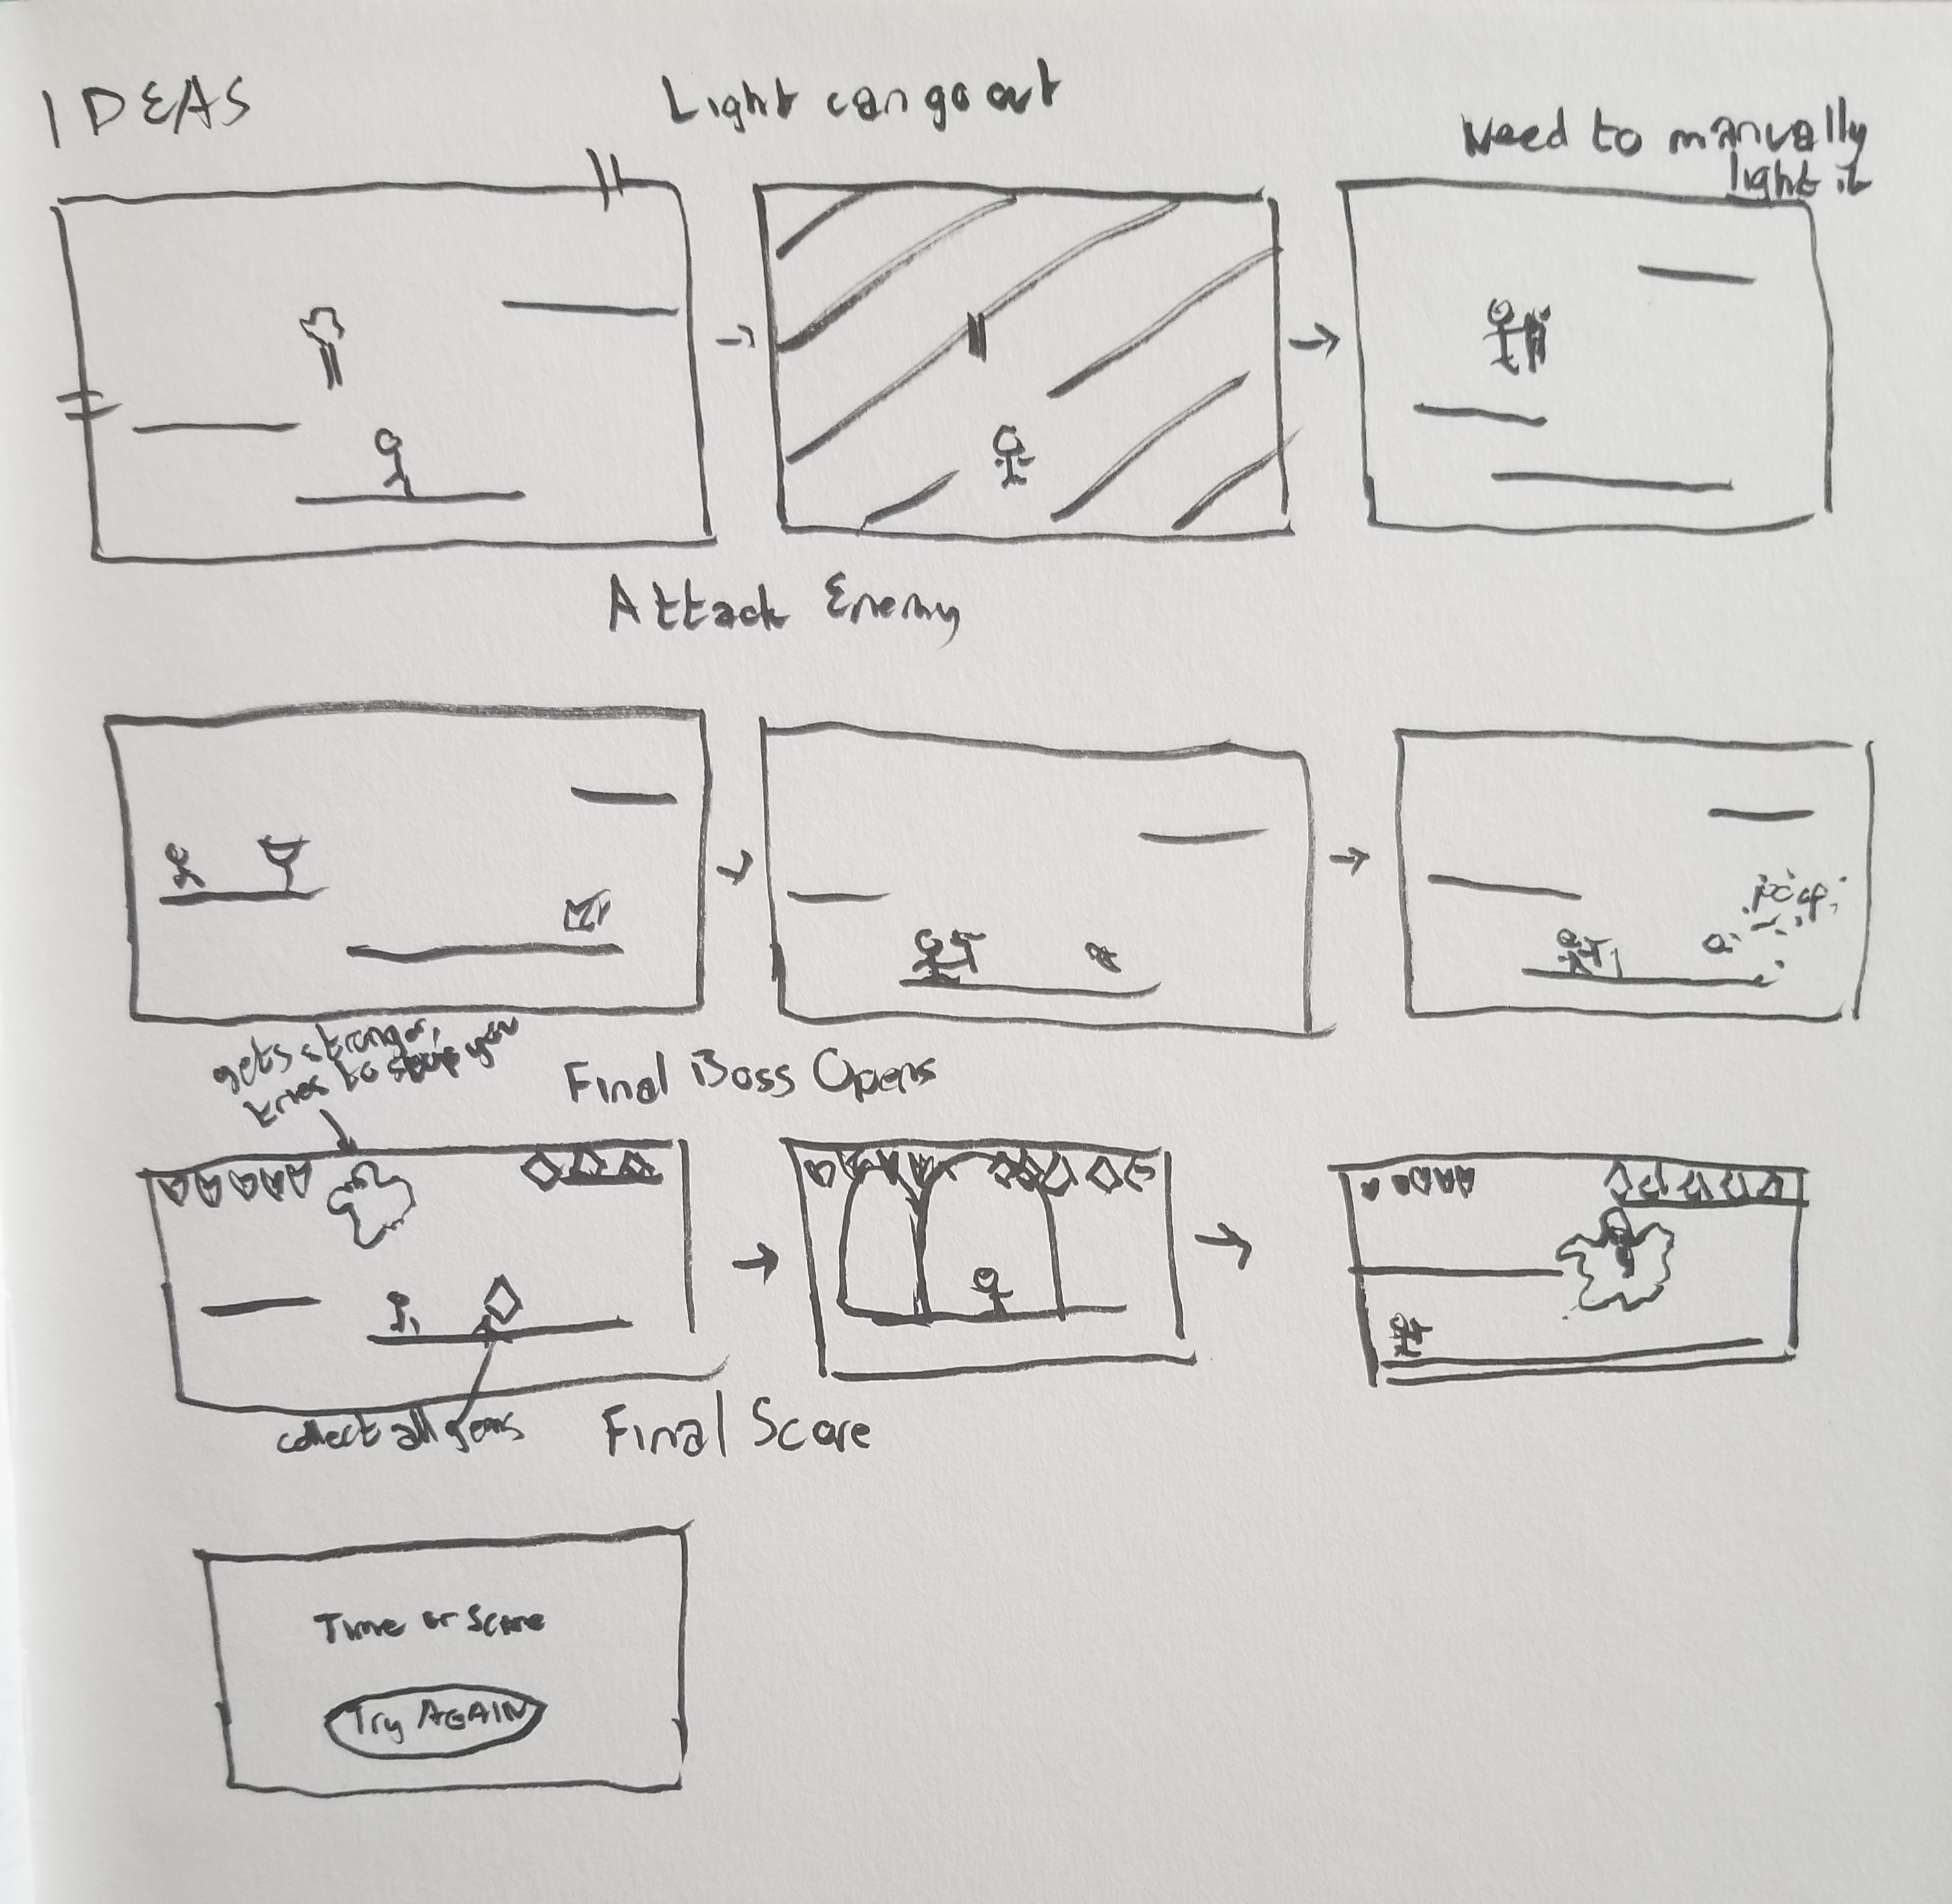 IDEAS
Light can go out
Need to manually
light it
Attack Enemy
gets stronger,
tries to stop you
Final Boss Opens
collect all gems
Final Score
Time or Score
Try AGAIN